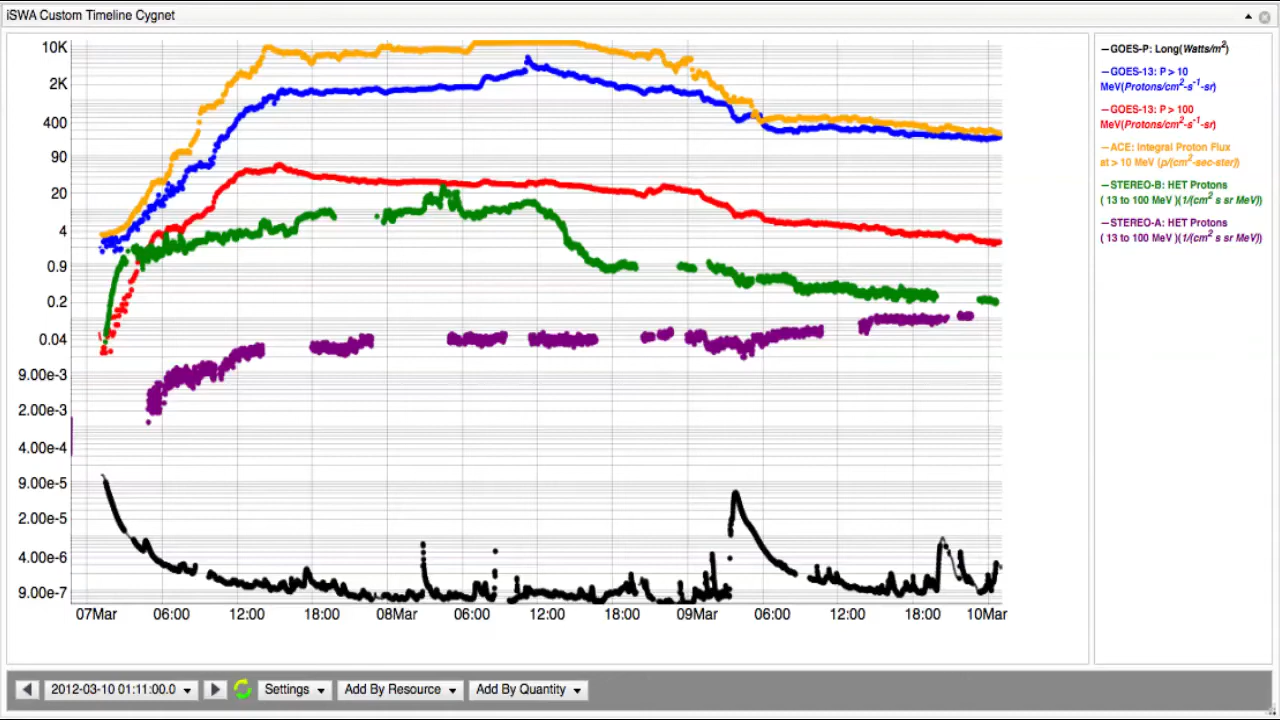 iSWA Custom Timeline Cygnet
10K
2K
400
90
20
4
0.9
0.2
0.04
9.00e-3
2.00e-3
4.00e-4
9.00e-5
2.00e-5
4.00e-6
9.00e-7
07Mar 06:00 12:00 18:00 08Mar 06:00 12:00 18:00 09Mar 06:00 12:00 18:00 10Mar
—GOES-P: Long(Watts/m²)
—GOES-13: P > 10
MeV(Protons/cm²-s⁻¹-sr)
—GOES-13: P > 100
MeV(Protons/cm²-s⁻¹-sr)
—ACE: Integral Proton Flux
at > 10 MeV (p/(cm²-sec-ster))
—STEREO-B: HET Protons
( 13 to 100 MeV )(1/(cm² s sr MeV))
—STEREO-A: HET Protons
( 13 to 100 MeV )(1/(cm² s sr MeV))
2012-03-10 01:11:00.0 Settings Add By Resource Add By Quantity